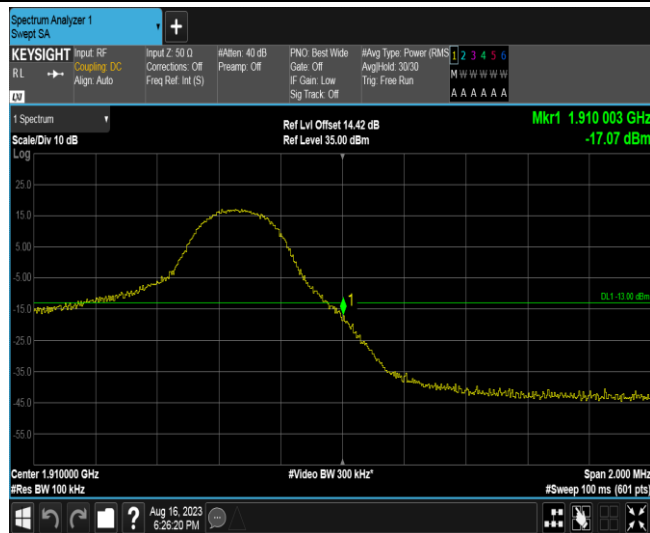 Spectrum Analyzer 1
Swept SA
+
KEYSIGHT Input: RF Input Z: 50 Ω #Atten: 40 dB PNO: Best Wide #Avg Type: Power (RMS 1 2 3 4 5 6
RL Coupling: DC Corrections: Off Preamp: Off Gate: Off Avg|Hold: 30/30 M W W W W W
Align: Auto Freq Ref: Int (S) IF Gain: Low Trig: Free Run
LXI Sig Track: Off A A A A A A
1 Spectrum Ref Lvl Offset 14.42 dB Mkr1 1.910 003 GHz
Scale/Div 10 dB Ref Level 35.00 dBm -17.07 dBm
Log
25.0
15.0
5.00
-5.00
DL1 -13.00 dBm
1
-15.0
-25.0
-35.0
-45.0
-55.0
Center 1.910000 GHz #Video BW 300 kHz* Span 2.000 MHz
#Res BW 100 kHz #Sweep 100 ms (601 pts)
? Aug 16, 2023
6:26:20 PM